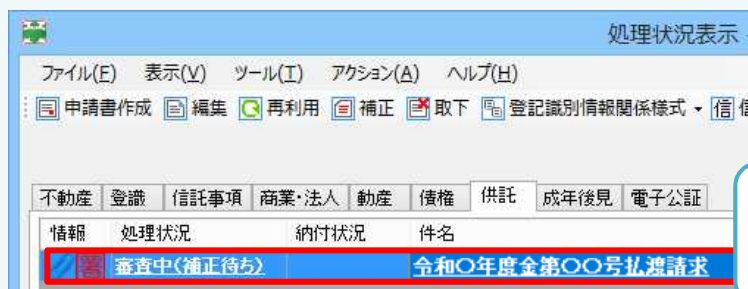 処理状況表示 -
ファイル(F) 表示(V) ツール(T) アクション(A) ヘルプ(H)
申請書作成 編集 再利用 補正 取下 登記識別情報関係様式 信
不動産 登識 信託事項 商業・法人 動産 債権 供託 成年後見 電子公証
情報 処理状況 納付状況 件名
署 審査中(補正待ち) 令和〇年度金第〇〇号払渡請求